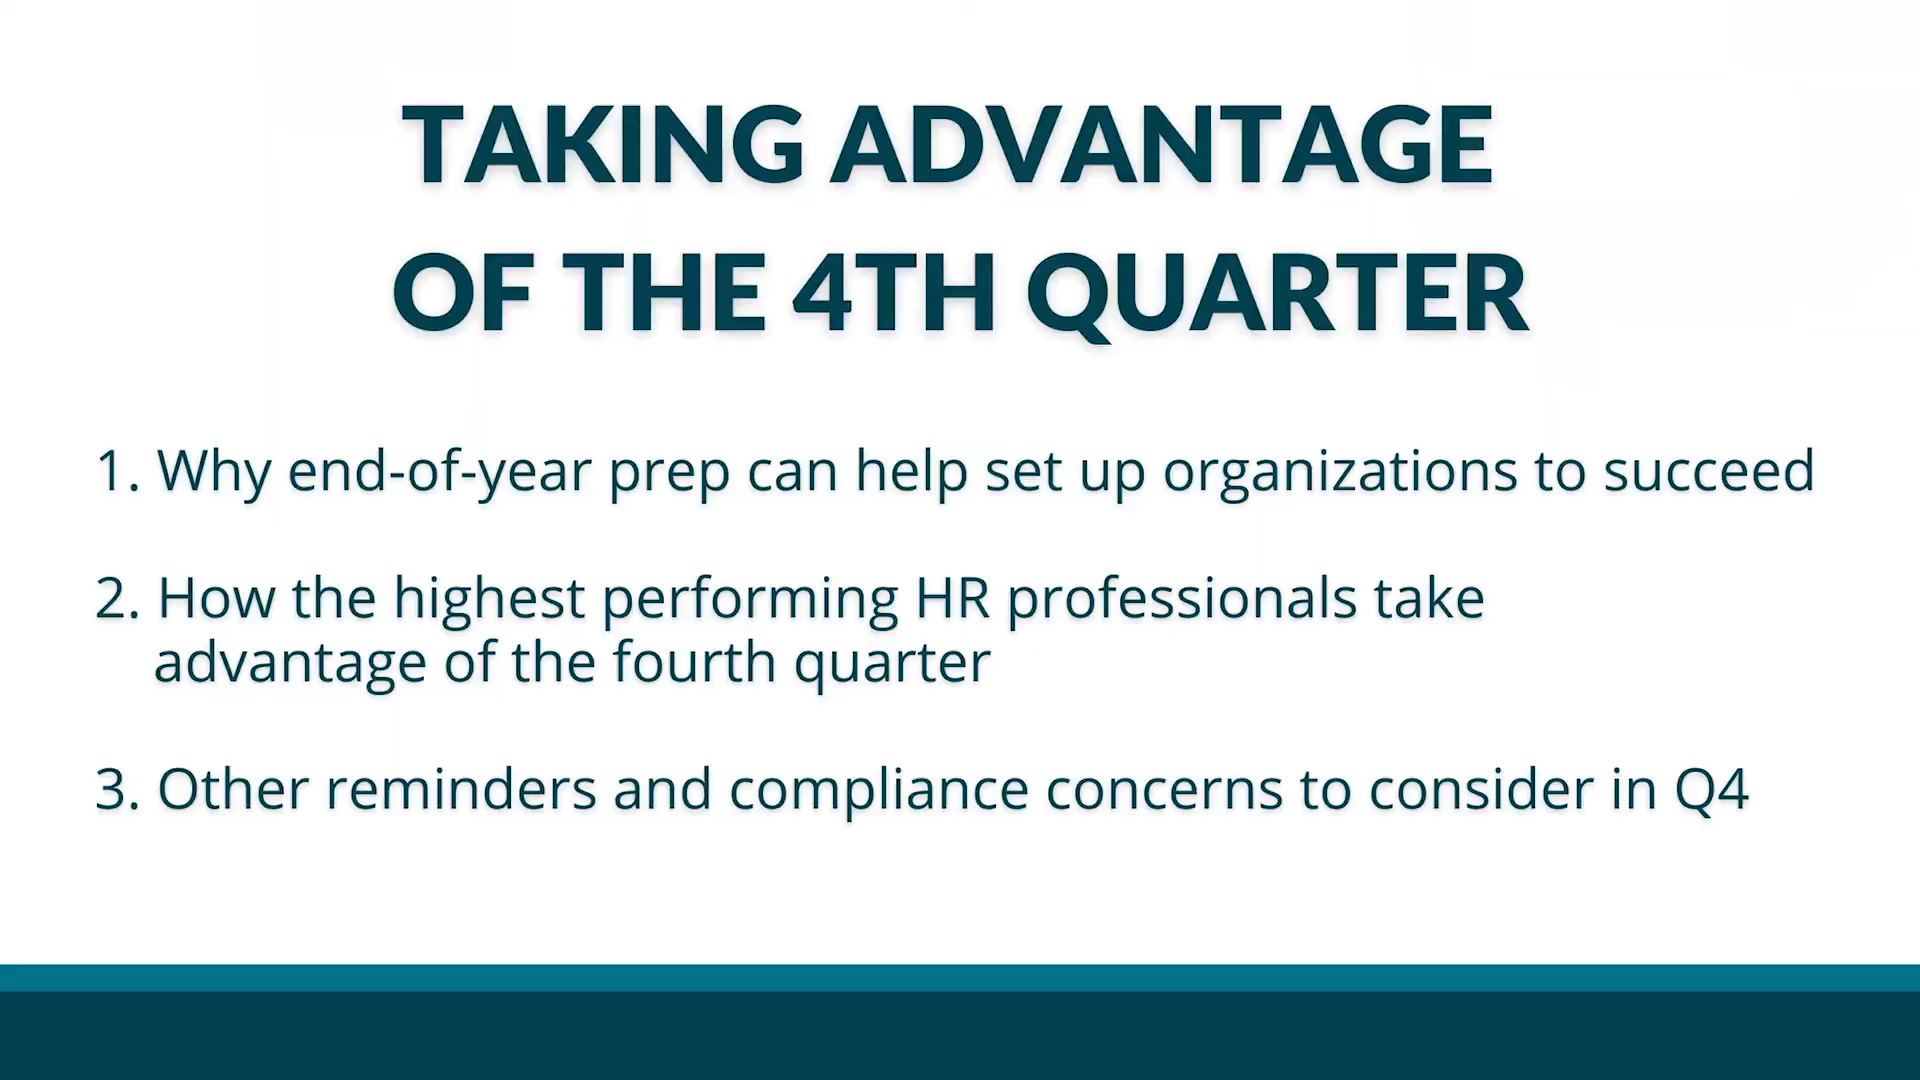 TAKING ADVANTAGE
OF THE 4TH QUARTER
1. Why end-of-year prep can help set up organizations to succeed
2. How the highest performing HR professionals take
advantage of the fourth quarter
3. Other reminders and compliance concerns to consider in Q4